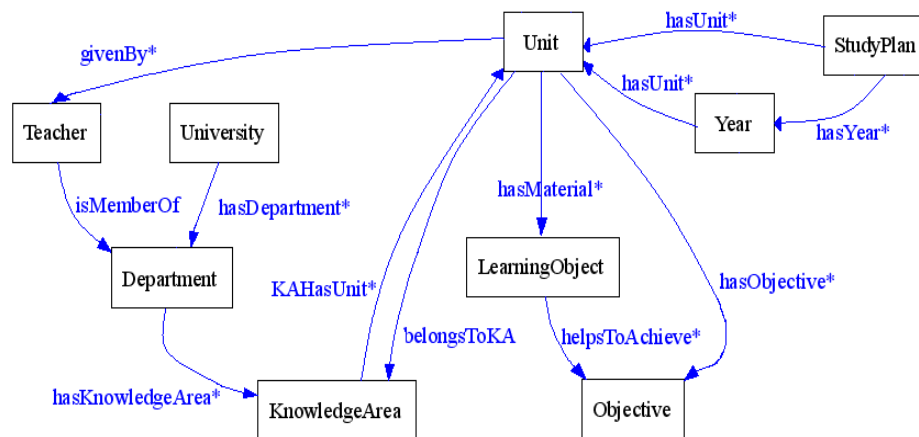 hasUnit*
Unit
StudyPlan
givenBy*
hasUnit*
Teacher
University
Year
hasYear*
isMemberOf
hasDepartment*
hasMaterial*
Department
LearningObject
KAHasUnit*
hasObjective*
belongsToKA
helpsToAchieve*
hasKnowledgeArea*
KnowledgeArea
Objective